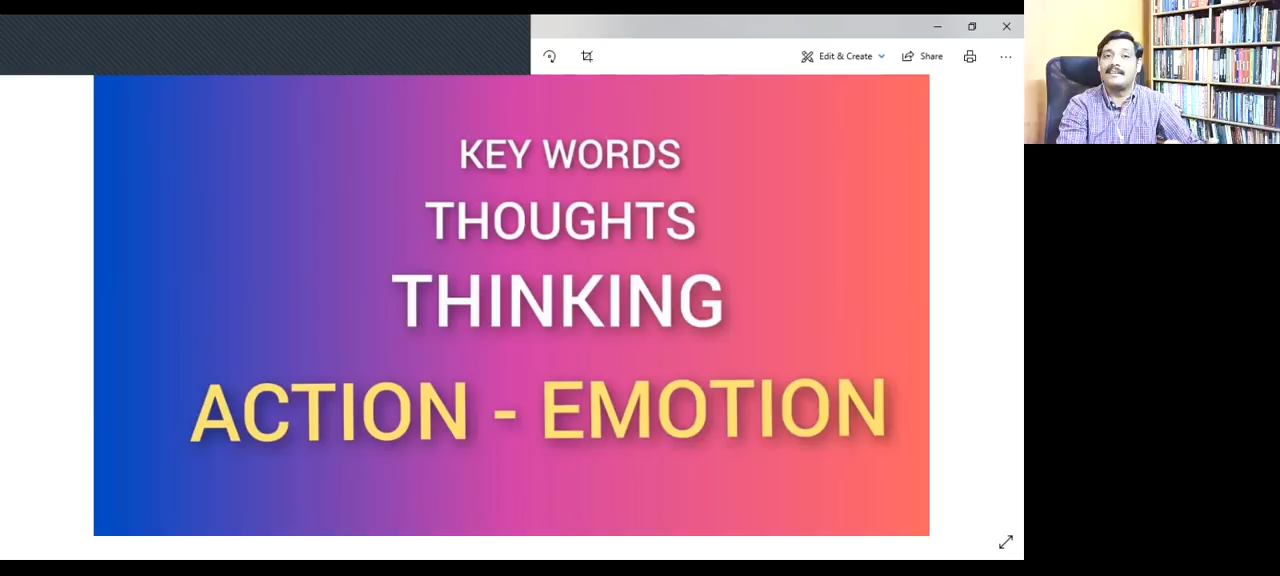 Edit & Create Share
KEY WORDS
THOUGHTS
THINKING
ACTION - EMOTION